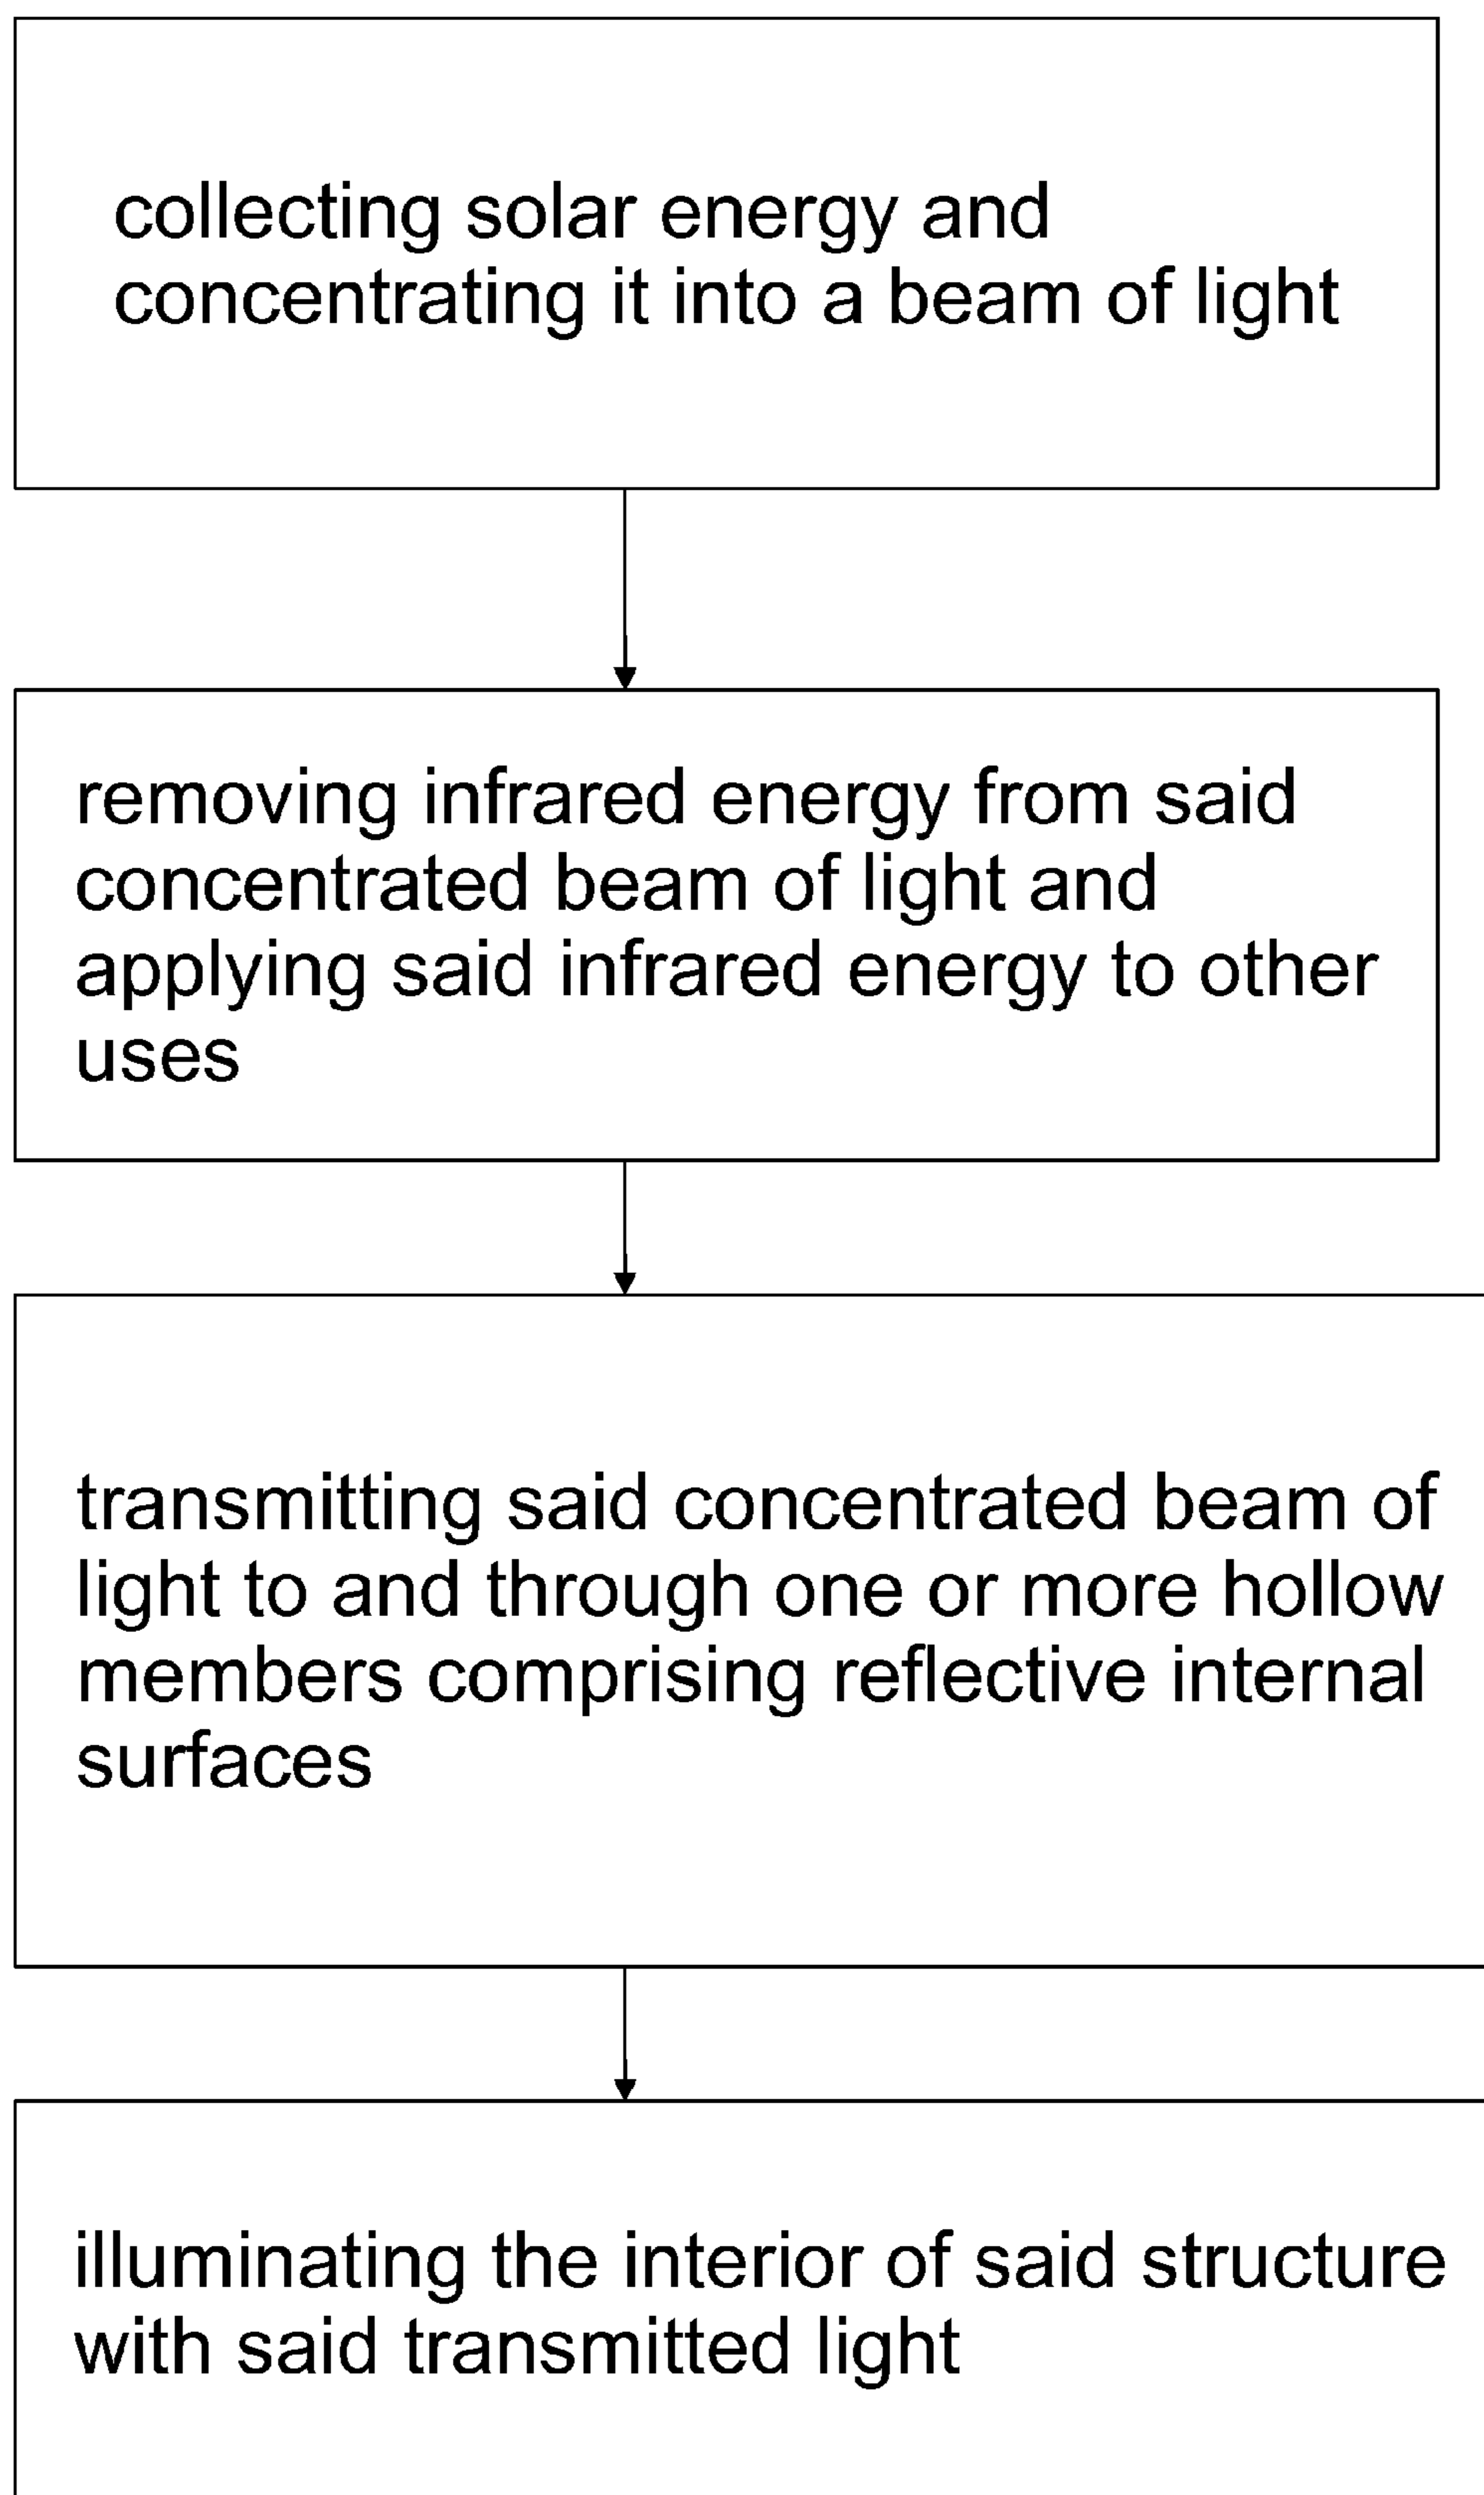 collecting solar energy and
concentrating it into a beam of light
removing infrared energy from said
concentrated beam of light and
applying said infrared energy to other
uses
transmitting said concentrated beam of
light to and through one or more hollow
members comprising reflective internal
surfaces
illuminating the interior of said structure
with said transmitted light